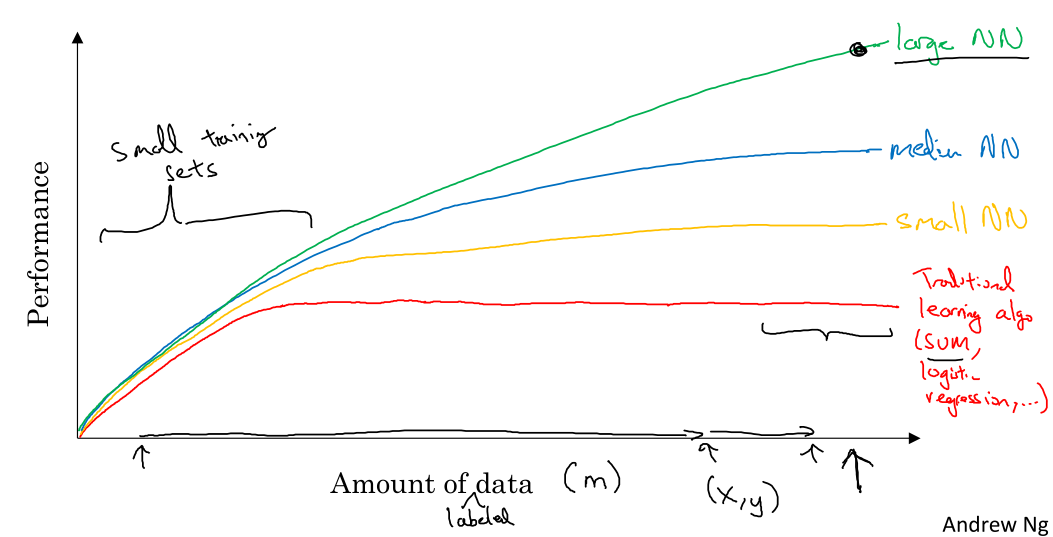 large NN
small training
sets
medium NN
small NN
Performance
Traditional
learning algo
(SVM,
logistic
regression,...)
Amount of data (m)
labeled
(x,y)
Andrew Ng